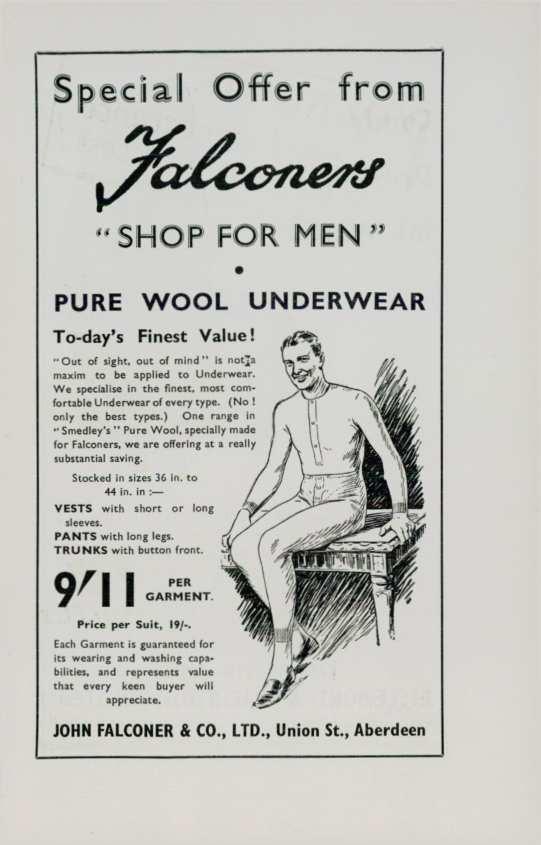 Special Offer from
Falconers
"SHOP FOR MEN"
PURE WOOL UNDERWEAR
To-day's Finest Value!
"Out of sight, out of mind" is not a
maxim to be applied to Underwear.
We specialise in the finest, most com-
fortable Underwear of every type. (No!
only the best types.) One range in
"Smedley's" Pure Wool, specially made
for Falconers, we are offering at a really
substantial saving.
Stocked in sizes 36 in. to
44 in. in :—
VESTS with short or long
sleeves.
PANTS with long legs.
TRUNKS with button front.
9/11 PER
GARMENT.
Price per Suit, 19/-.
Each Garment is guaranteed for
its wearing and washing capa-
bilities, and represents value
that every keen buyer will
appreciate.
JOHN FALCONER & CO., LTD., Union St., Aberdeen